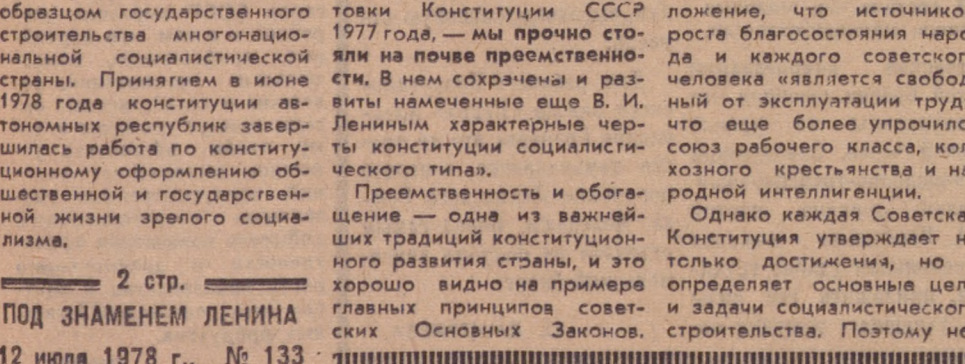 образцом государственного
строительства многонацио-
нальной социалистической
страны. Принятием в июне
1978 года конституции ав-
тономных республик завер-
шилась работа по конститу-
ционному оформлению об-
щественной и государствен-
ной жизни зрелого социа-
лизма.
2 стр.
ПОД ЗНАМЕНЕМ ЛЕНИНА
12 июля 1978 г., № 133
товки Конституции СССР
1977 года, — мы прочно сто-
яли на почве преемственно-
сти. В нем сохранены и раз-
виты намеченные еще В. И.
Лениным характерные чер-
ты конституции социалисти-
ческого типа».
Преемственность и обога-
щение — одна из важней-
ших традиций конституцион-
ного развития страны, и это
хорошо видно на примере
главных принципов совет-
ских Основных Законов.
ложение, что источнико
роста благосостояния наро
да и каждого советског
человека «является свобод
ный от эксплуатации труд
что еще более упрочило
союз рабочего класса, кол
хозного крестьянства и на
родной интеллигенции.
Однако каждая Советска
Конституция утверждает н
только достижения, но
определяет основные цел
и задачи социалистическог
строительства. Поэтому не